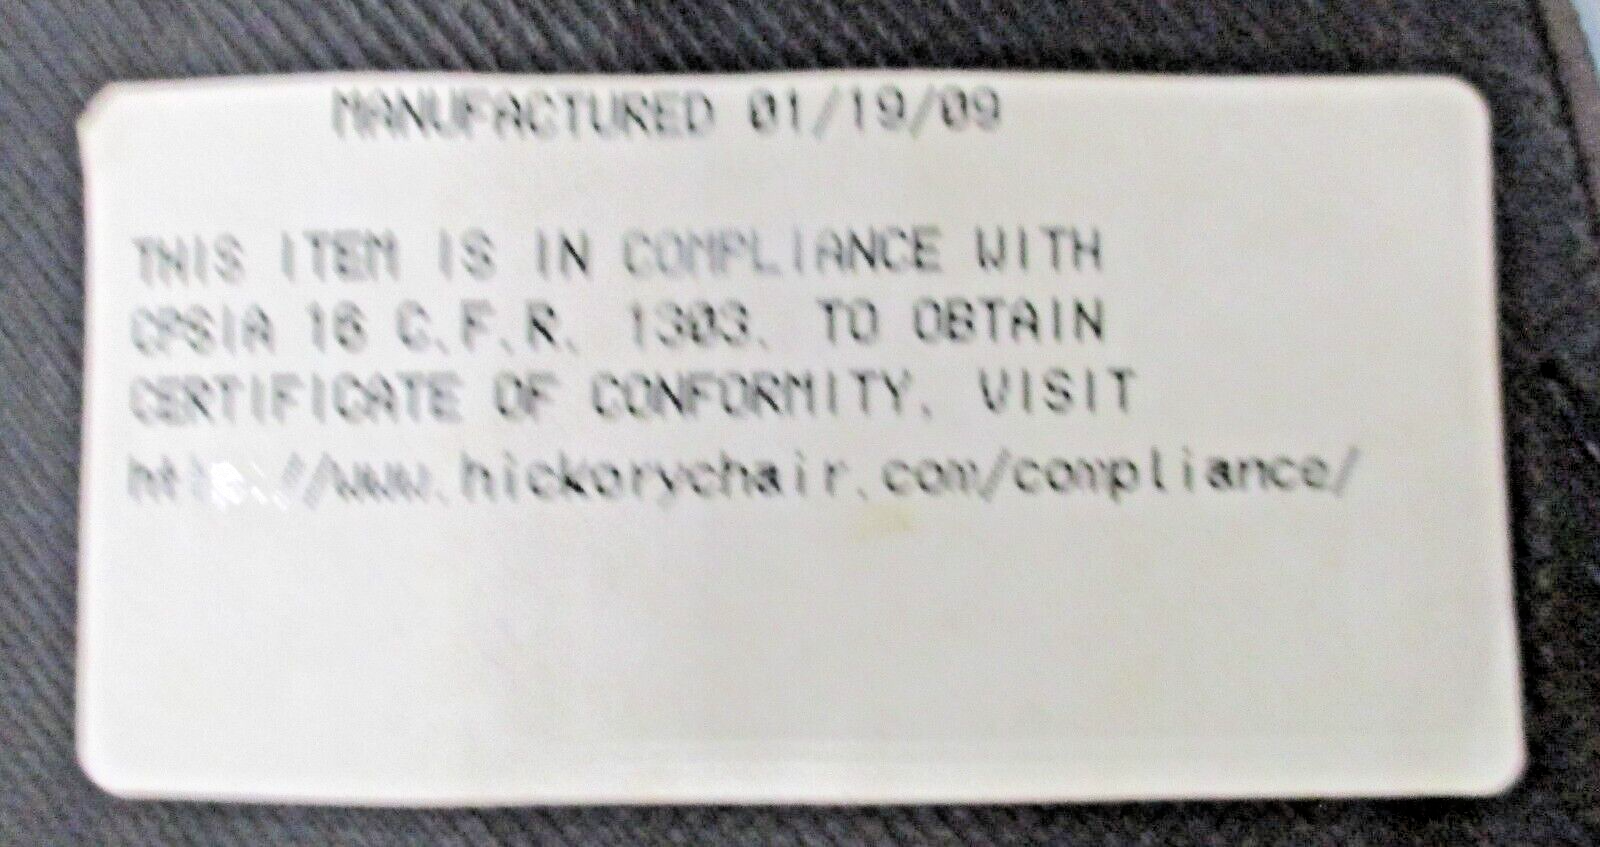 MANUFACTURED 01/19/09
THIS ITEM IS IN COMPLIANCE WITH
CPSIA 16 C.F.R. 1303. TO OBTAIN
CERTIFICATE OF CONFORMITY, VISIT
http://www.hickorychair.com/compliance/